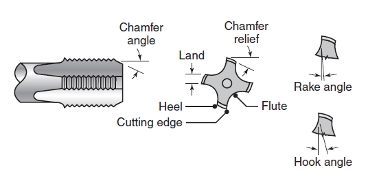 Chamfer
angle
Chamfer
relief
Land
Heel
Cutting edge
Flute
Rake angle
Hook angle